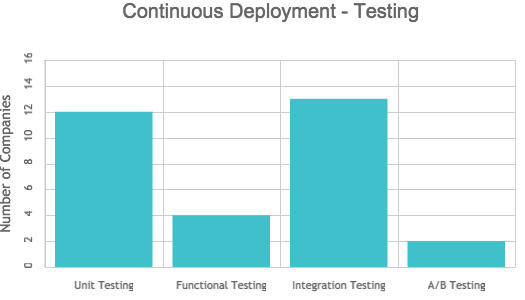 Continuous Deployment - Testing
Number of Companies
16
14
12
10
8
6
4
2
0
Unit Testing
Functional Testing
Integration Testing
A/B Testing